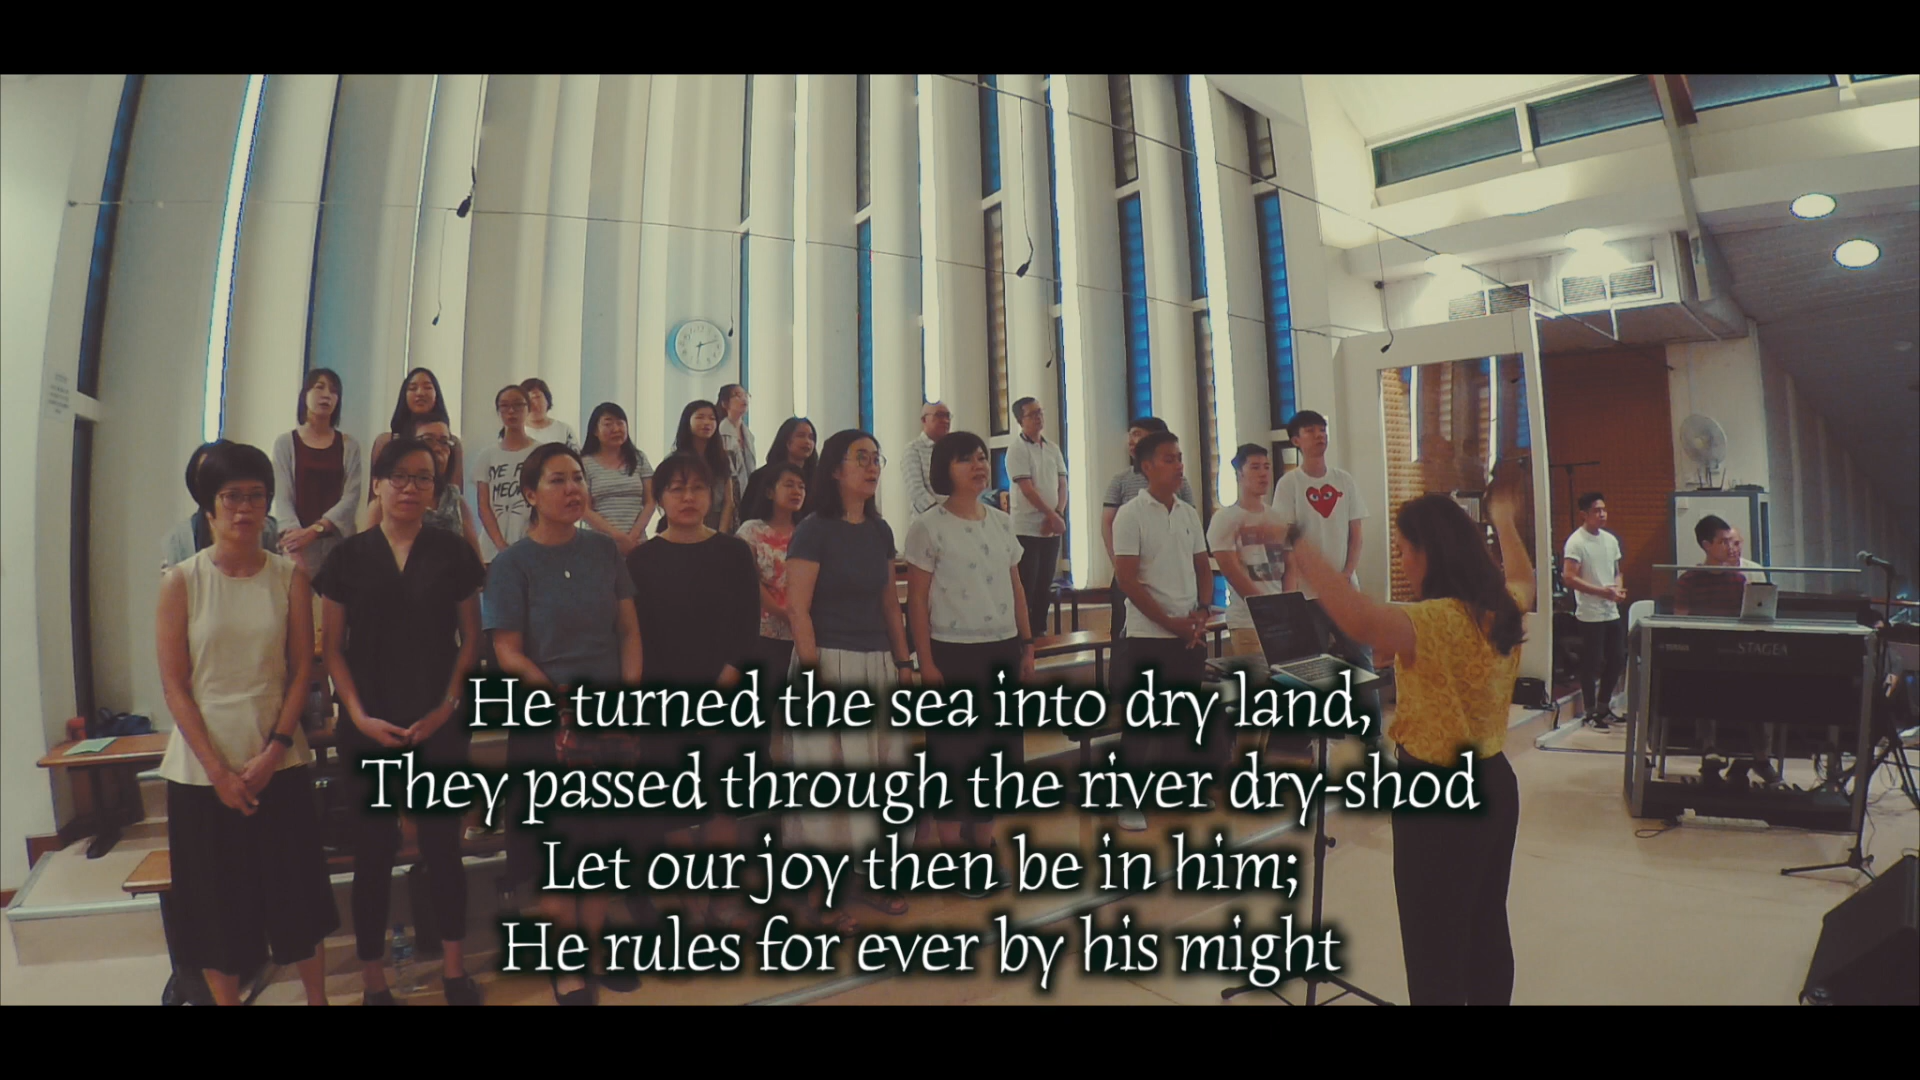 He turned the sea into dry land,
They passed through the river dry-shod
Let our joy then be in him;
He rules for ever by his might
STAGEA